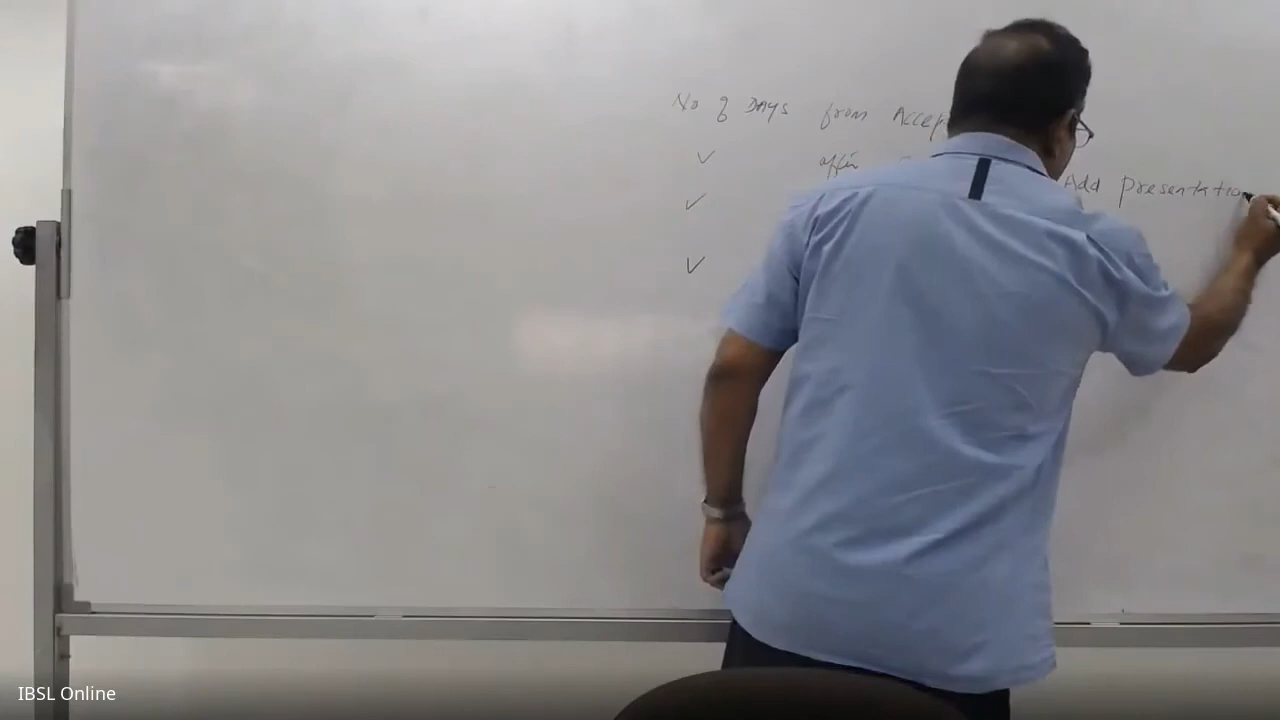 No of DAYS from Accep
after
Add presentation
IBSL Online